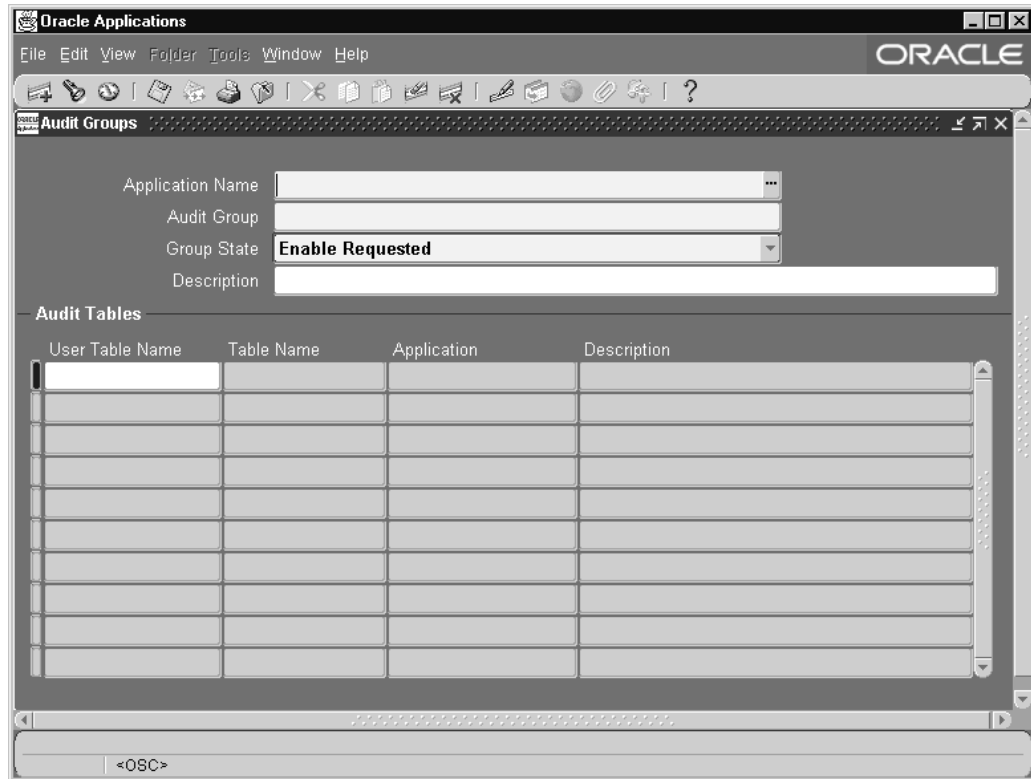 Oracle Applications
File Edit View Folder Tools Window Help
ORACLE
Audit Groups
Application Name
Audit Group
Group State Enable Requested
Description
Audit Tables
User Table Name Table Name Application Description
<OSC>